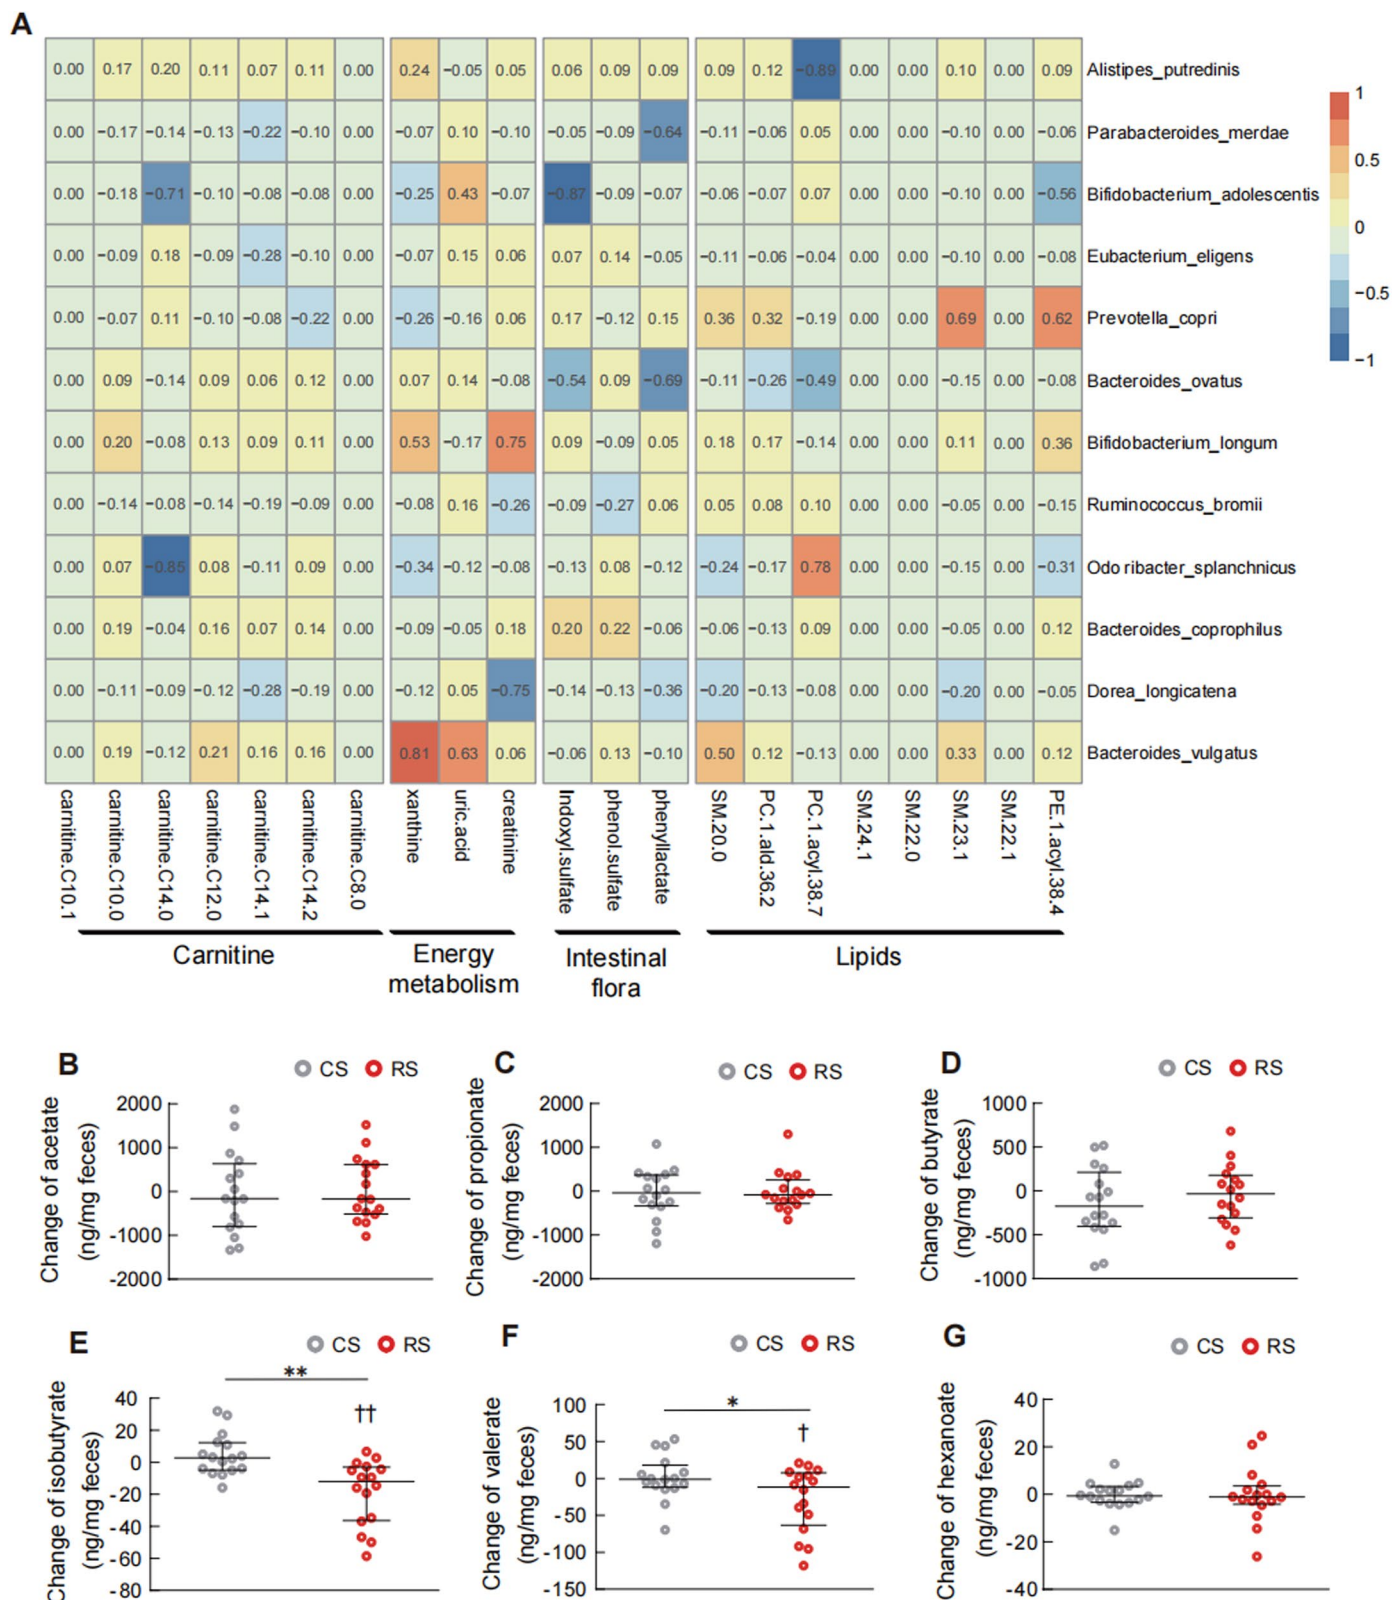 A
0.00 0.17 0.20 0.11 0.07 0.11 0.00 0.24 −0.05 0.05 0.06 0.09 0.09 0.09 0.12 −0.89 0.00 0.00 0.10 0.00 0.09 Alistipes_putredinis
0.00 −0.17 −0.14 −0.13 −0.22 −0.10 0.00 −0.07 0.10 −0.10 −0.05 −0.09 −0.64 −0.11 −0.06 0.05 0.00 0.00 −0.10 0.00 −0.06 Parabacteroides_merdae
0.00 −0.18 −0.71 −0.10 −0.08 −0.08 0.00 −0.25 0.43 −0.07 −0.87 −0.09 −0.07 −0.06 −0.07 0.07 0.00 0.00 −0.10 0.00 −0.56 Bifidobacterium_adolescentis
0.00 −0.09 0.18 −0.09 −0.28 −0.10 0.00 −0.07 0.15 0.06 0.07 0.14 −0.05 −0.11 −0.06 −0.04 0.00 0.00 −0.10 0.00 −0.08 Eubacterium_eligens
0.00 −0.07 0.11 −0.10 −0.08 −0.22 0.00 −0.26 −0.16 0.06 0.17 −0.12 0.15 0.36 0.32 −0.19 0.00 0.00 0.69 0.00 0.62 Prevotella_copri
0.00 0.09 −0.14 0.09 0.06 0.12 0.00 0.07 0.14 −0.08 −0.54 0.09 −0.69 −0.11 −0.26 −0.49 0.00 0.00 −0.15 0.00 −0.08 Bacteroides_ovatus
0.00 0.20 −0.08 0.13 0.09 0.11 0.00 0.53 −0.17 0.75 0.09 −0.09 0.05 0.18 0.17 −0.14 0.00 0.00 0.11 0.00 0.36 Bifidobacterium_longum
0.00 −0.14 −0.08 −0.14 −0.19 −0.09 0.00 −0.08 0.16 −0.26 −0.09 −0.27 0.06 0.05 0.08 0.10 0.00 0.00 −0.05 0.00 −0.15 Ruminococcus_bromii
0.00 0.07 −0.85 0.08 −0.11 0.09 0.00 −0.34 −0.12 −0.08 −0.13 0.08 −0.12 −0.24 −0.17 0.78 0.00 0.00 −0.15 0.00 −0.31 Odo ribacter_splanchnicus
0.00 0.19 −0.04 0.16 0.07 0.14 0.00 −0.09 −0.05 0.18 0.20 0.22 −0.06 −0.06 −0.13 0.09 0.00 0.00 −0.05 0.00 0.12 Bacteroides_coprophilus
0.00 −0.11 −0.09 −0.12 −0.28 −0.19 0.00 −0.12 0.05 −0.75 −0.14 −0.13 −0.36 −0.20 −0.13 −0.08 0.00 0.00 −0.20 0.00 −0.05 Dorea_longicatena
0.00 0.19 −0.12 0.21 0.16 0.16 0.00 0.81 0.63 0.06 −0.06 0.13 −0.10 0.50 0.12 −0.13 0.00 0.00 0.33 0.00 0.12 Bacteroides_vulgatus
1
0.5
0
−0.5
−1
carnitine.C10.1
carnitine.C10.0
carnitine.C14.0
carnitine.C12.0
carnitine.C14.1
carnitine.C14.2
carnitine.C8.0
xanthine
uric.acid
creatinine
Indoxyl.sulfate
phenol.sulfate
phenyllactate
SM.20.0
PC.1.ald.36.2
PC.1.acyl.38.7
SM.24.1
SM.22.0
SM.23.1
SM.22.1
PE.1.acyl.38.4
Carnitine
Energy
metabolism
Intestinal
flora
Lipids
B
CS RS
Change of acetate
(ng/mg feces)
2000
1000
0
-1000
-2000
C
CS RS
Change of propionate
(ng/mg feces)
2000
1000
0
-1000
-2000
D
CS RS
Change of butyrate
(ng/mg feces)
1000
500
0
-500
-1000
E
CS RS
Change of isobutyrate
(ng/mg feces)
40
20
0
-20
-40
-60
-80
**
††
F
CS RS
Change of valerate
(ng/mg feces)
100
50
0
-50
-100
-150
*
†
G
CS RS
Change of hexanoate
(ng/mg feces)
40
20
0
-20
-40